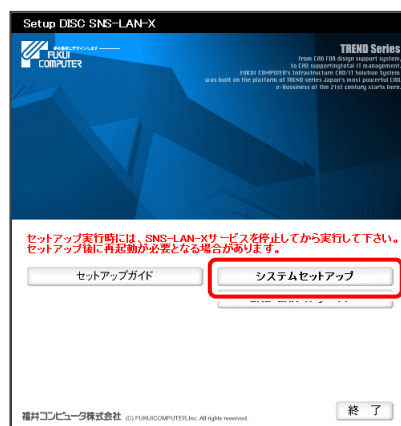 Setup DISC SNS-LAN-X
FUKUI
COMPUTER
TREND Series
from CAD FOR design support system,
to CAD supportingtotal IT management.
FUKUI COMPUTER's Infrastructure CAD/IT Solution System
was built on the platform of TREND series Japan's most powerful CAD.
e-Bussiness of the 21st century starts here.
セットアップ実行時には、SNS-LAN-Xサービスを停止してから実行して下さい。
セットアップ後に再起動が必要となる場合があります。
セットアップガイド
システムセットアップ
福井コンピュータ株式会社 (C) FUKUICOMPUTER,Inc. All rights reserved.
終 了